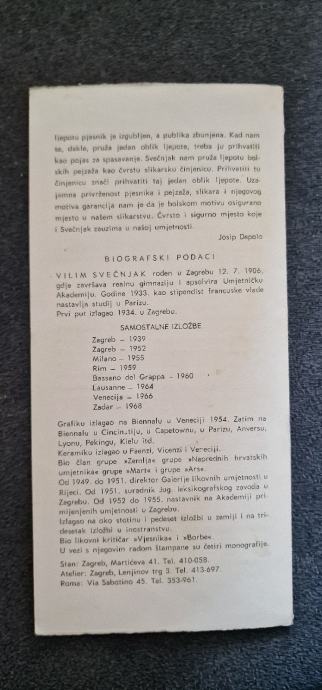 ljepotu pjesnik je izgubljen, a publika zbunjena. Kad nam
se, dakle, pruža jedan oblik ljepote, treba ju prihvatiti
kao pojas za spasavanje. Svečnjak nam pruža ljepotu bol-
skih pejzaža kao čvrstu slikarsku činjenicu. Prihvatiti tu
činjenicu znači prihvatiti taj jedan oblik ljepote. Uza-
jamna privrženost pjesnika i pejzaža, slikara i njegovog
motiva garancija nam je da je bolskom motivu osigurano
mjesto u našem slikarstvu. Čvrsto i sigurno mjesto koje
i Svečnjak zauzima u našoj umjetnosti.
Josip Depolo
BIOGRAFSKI PODACI
VILIM SVEČNJAK rođen u Zagrebu 12. 7. 1906,
gdje završava realnu gimnaziju i apsolvira Umjetničku
Akademiju. Godine 1933. kao stipendist francuske vlade
nastavlja studij u Parizu.
Prvi put izlagao 1934. u Zagrebu.
SAMOSTALNE IZLOŽBE
Zagreb — 1939
Zagreb — 1952
Milano — 1955
Rim — 1959
Bassano del Grappa — 1960
Lausanne — 1964
Venecija — 1966
Zadar — 1968
Grafiku izlagao na Biennalu u Veneciji 1954. Zatim na
Biennalu u Cincinatiju, u Capetownu, u Parizu, Anversu,
Lyonu, Pekingu, Kielu itd.
Keramiku izlagao u Faenzi, Vicenzi i Veneciji.
Bio član grupe »Zemlja« grupe »Naprednih hrvatskih
umjetnika« grupe »Mart« i grupe »Ars«.
Od 1949. do 1951. direktor Galerije likovnih umjetnosti u
Rijeci. Od 1951. suradnik Jug. leksikografskog zavoda u
Zagrebu. Od 1952 do 1955. nastavnik na Akademiji pri-
mijenjenih umjetnosti u Zagrebu.
Izlagao na oko stotinu i pedeset izložbi u zemlji i na tri-
desetak izložbi u inostranstvu.
Bio likovni kritičar »Vjesnika« i »Borbe«.
U vezi s njegovim radom štampane su četiri monografije.
Stan: Zagreb, Martićeva 41. Tel. 410-058.
Atelier: Zagreb, Lenjinov trg 3. Tel. 413-697.
Roma: Via Sabotino 45. Tel. 353-961.